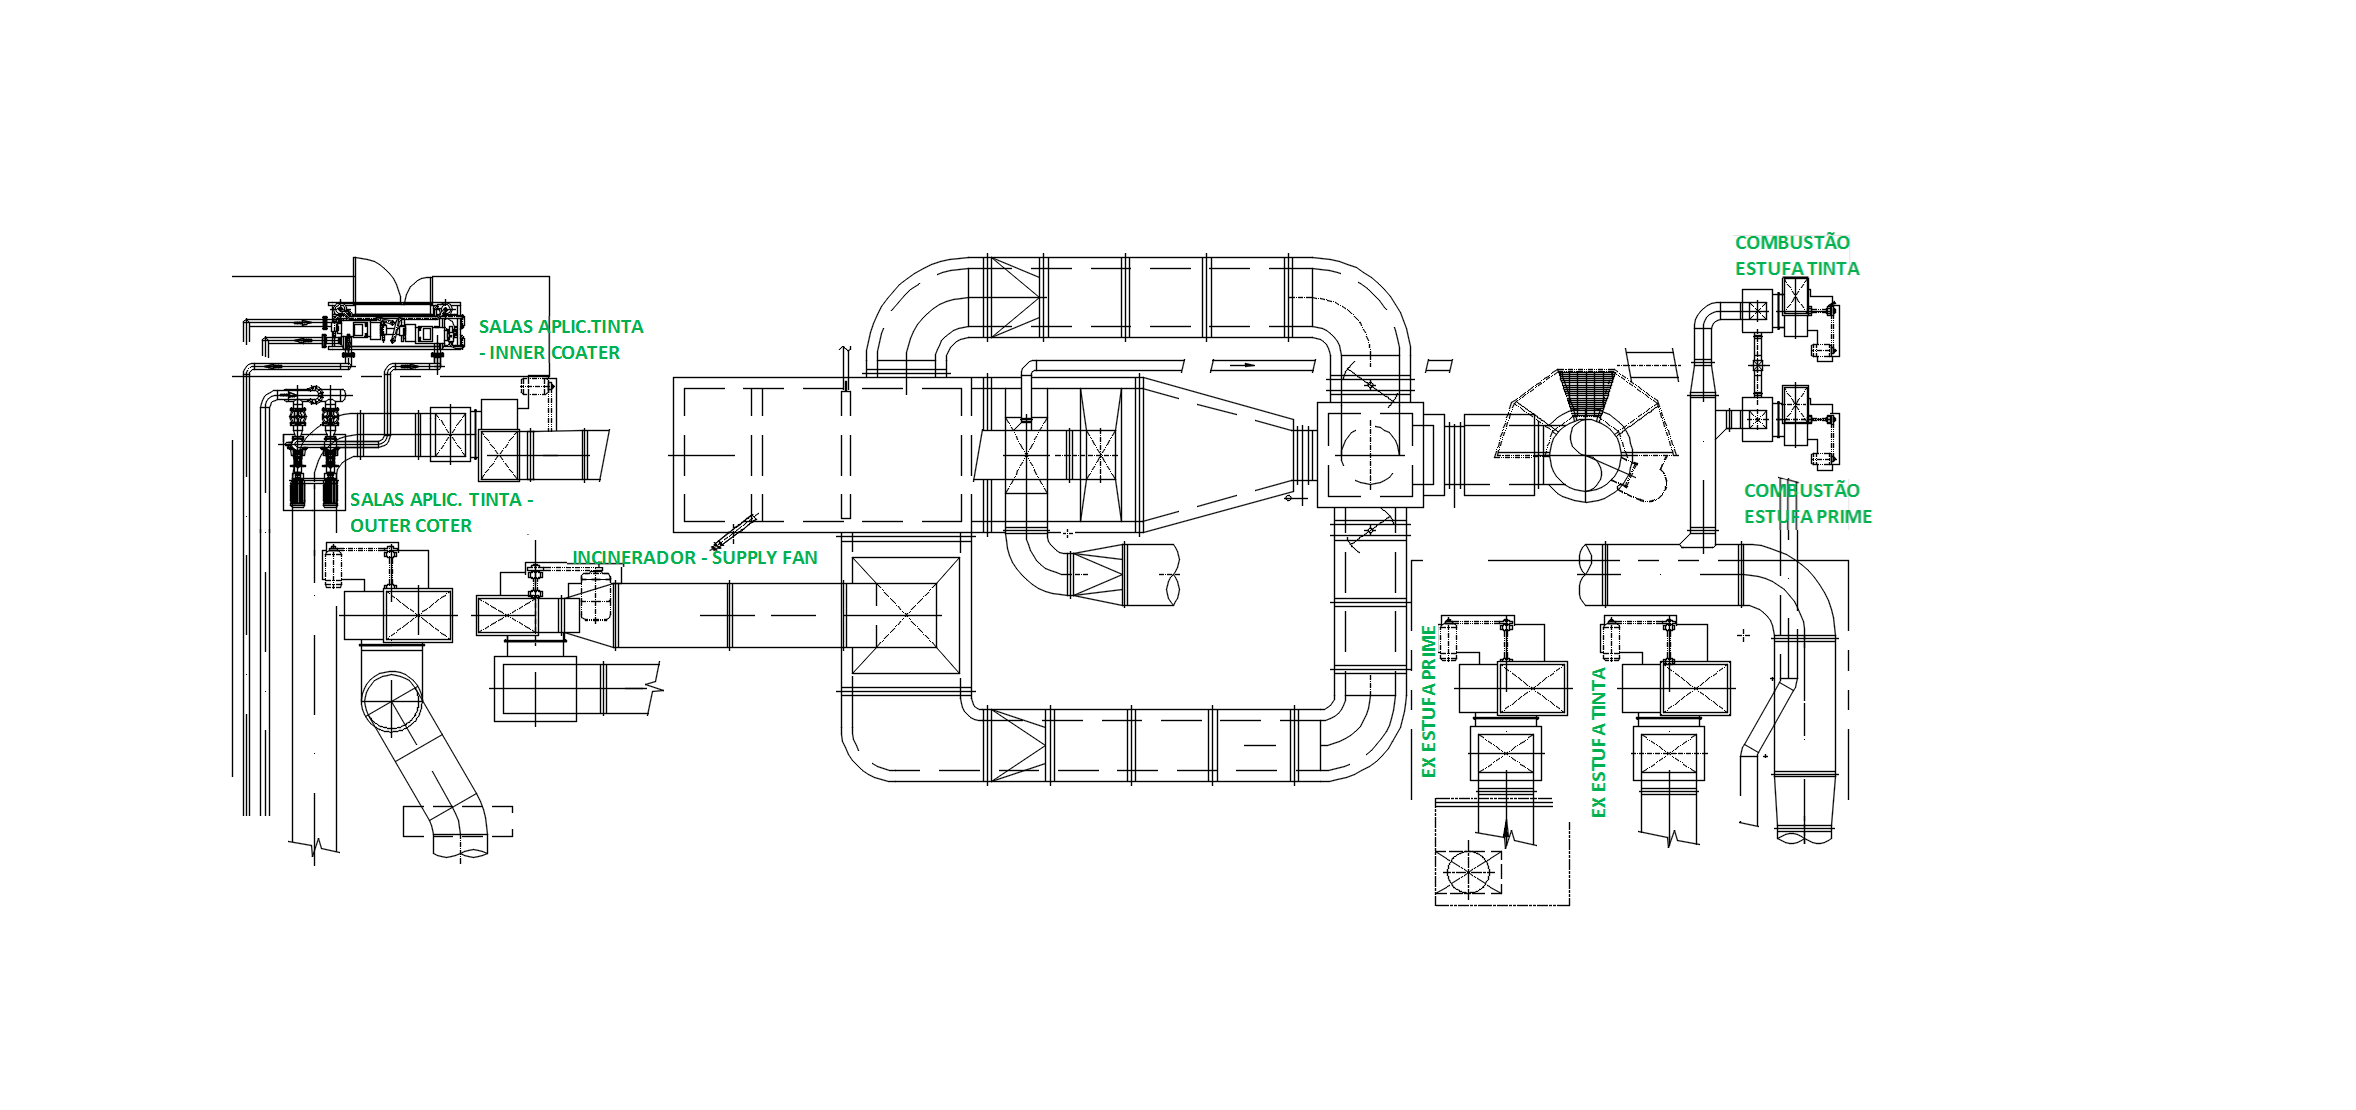 COMBUSTÃO
ESTUFA TINTA
SALAS APLIC.TINTA
- INNER COATER
SALAS APLIC. TINTA -
OUTER COTER
COMBUSTÃO
ESTUFA PRIME
INCINERADOR - SUPPLY FAN
EX ESTUFA PRIME
EX ESTUFA TINTA